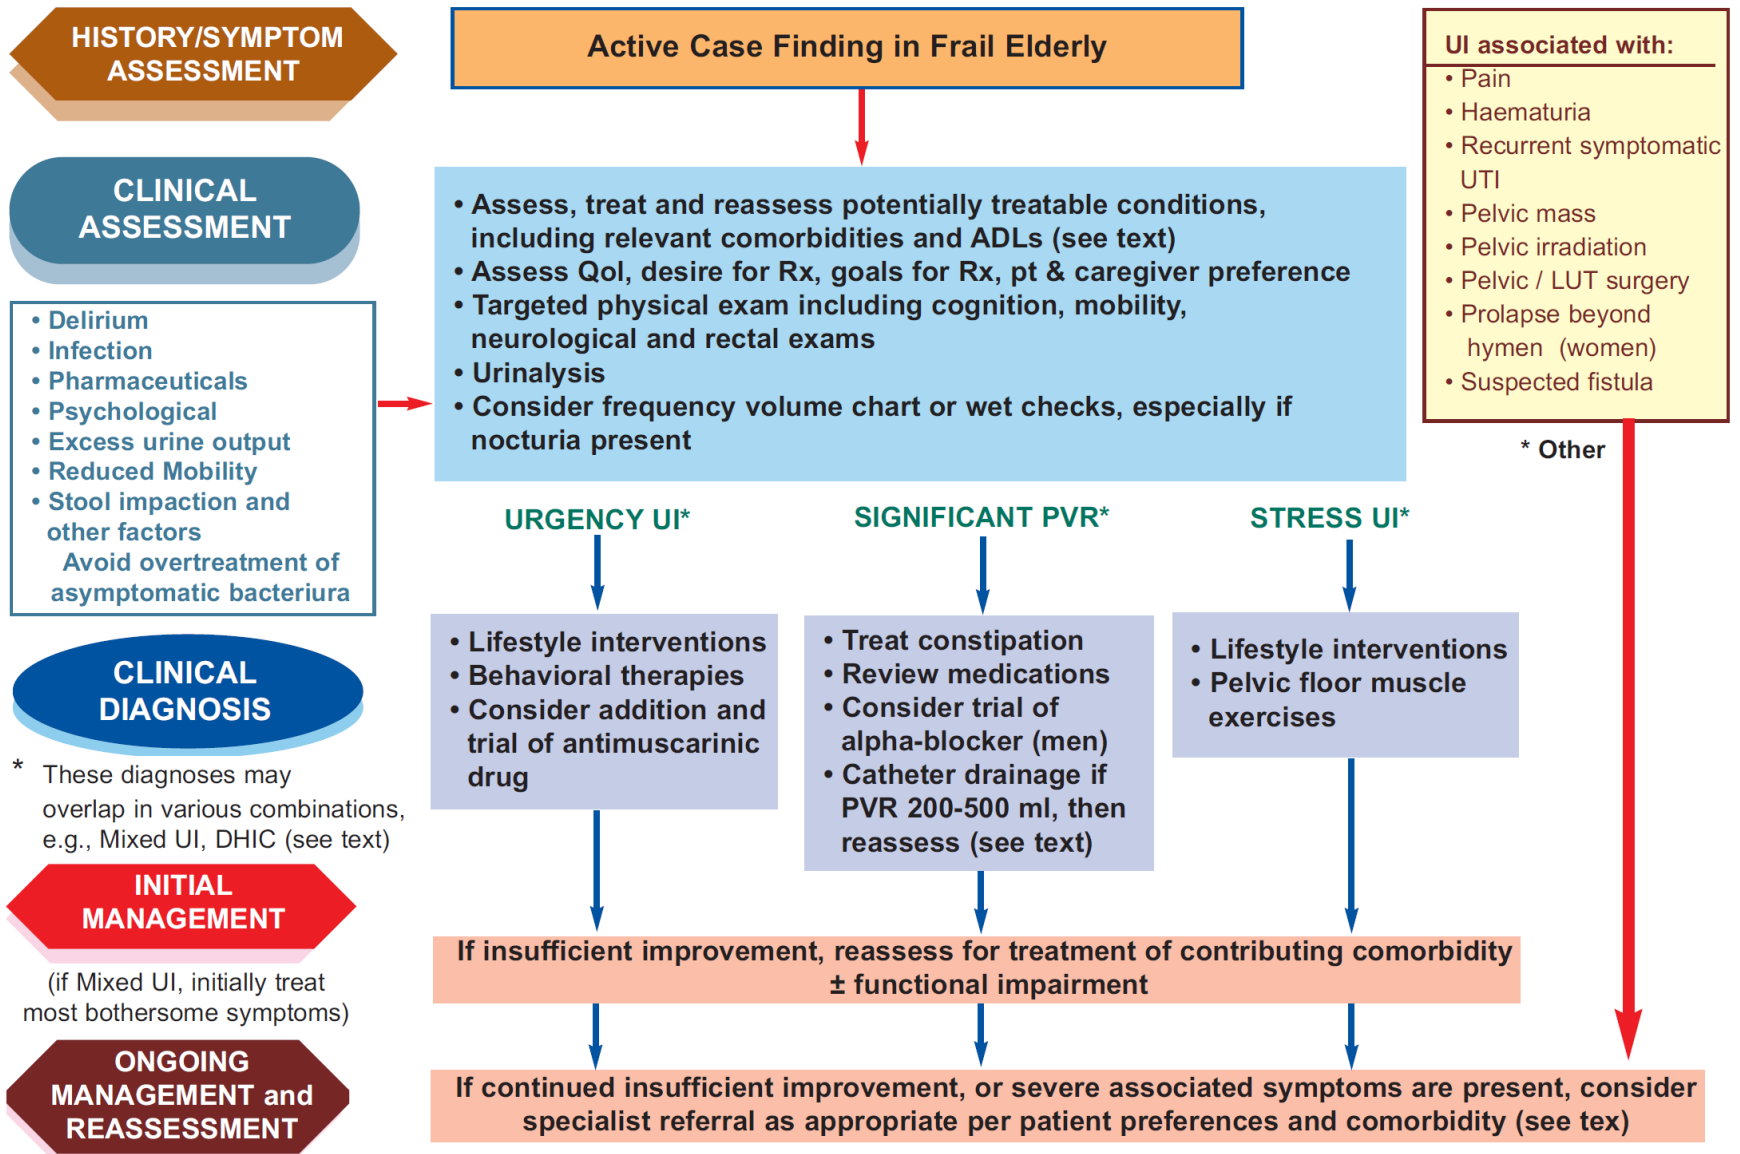 HISTORY/SYMPTOM
ASSESSMENT
Active Case Finding in Frail Elderly
UI associated with:
• Pain
• Haematuria
• Recurrent symptomatic
UTI
• Pelvic mass
• Pelvic irradiation
• Pelvic / LUT surgery
• Prolapse beyond
hymen (women)
• Suspected fistula
* Other
CLINICAL
ASSESSMENT
• Delirium
• Infection
• Pharmaceuticals
• Psychological
• Excess urine output
• Reduced Mobility
• Stool impaction and
other factors
Avoid overtreatment of
asymptomatic bacteriura
• Assess, treat and reassess potentially treatable conditions,
including relevant comorbidities and ADLs (see text)
• Assess Qol, desire for Rx, goals for Rx, pt & caregiver preference
• Targeted physical exam including cognition, mobility,
neurological and rectal exams
• Urinalysis
• Consider frequency volume chart or wet checks, especially if
nocturia present
CLINICAL
DIAGNOSIS
* These diagnoses may
overlap in various combinations,
e.g., Mixed UI, DHIC (see text)
URGENCY UI*
SIGNIFICANT PVR*
STRESS UI*
INITIAL
MANAGEMENT
(if Mixed UI, initially treat
most bothersome symptoms)
• Lifestyle interventions
• Behavioral therapies
• Consider addition and
trial of antimuscarinic
drug
• Treat constipation
• Review medications
• Consider trial of
alpha-blocker (men)
• Catheter drainage if
PVR 200-500 ml, then
reassess (see text)
• Lifestyle interventions
• Pelvic floor muscle
exercises
If insufficient improvement, reassess for treatment of contributing comorbidity
± functional impairment
ONGOING
MANAGEMENT and
REASSESSMENT
If continued insufficient improvement, or severe associated symptoms are present, consider
specialist referral as appropriate per patient preferences and comorbidity (see tex)